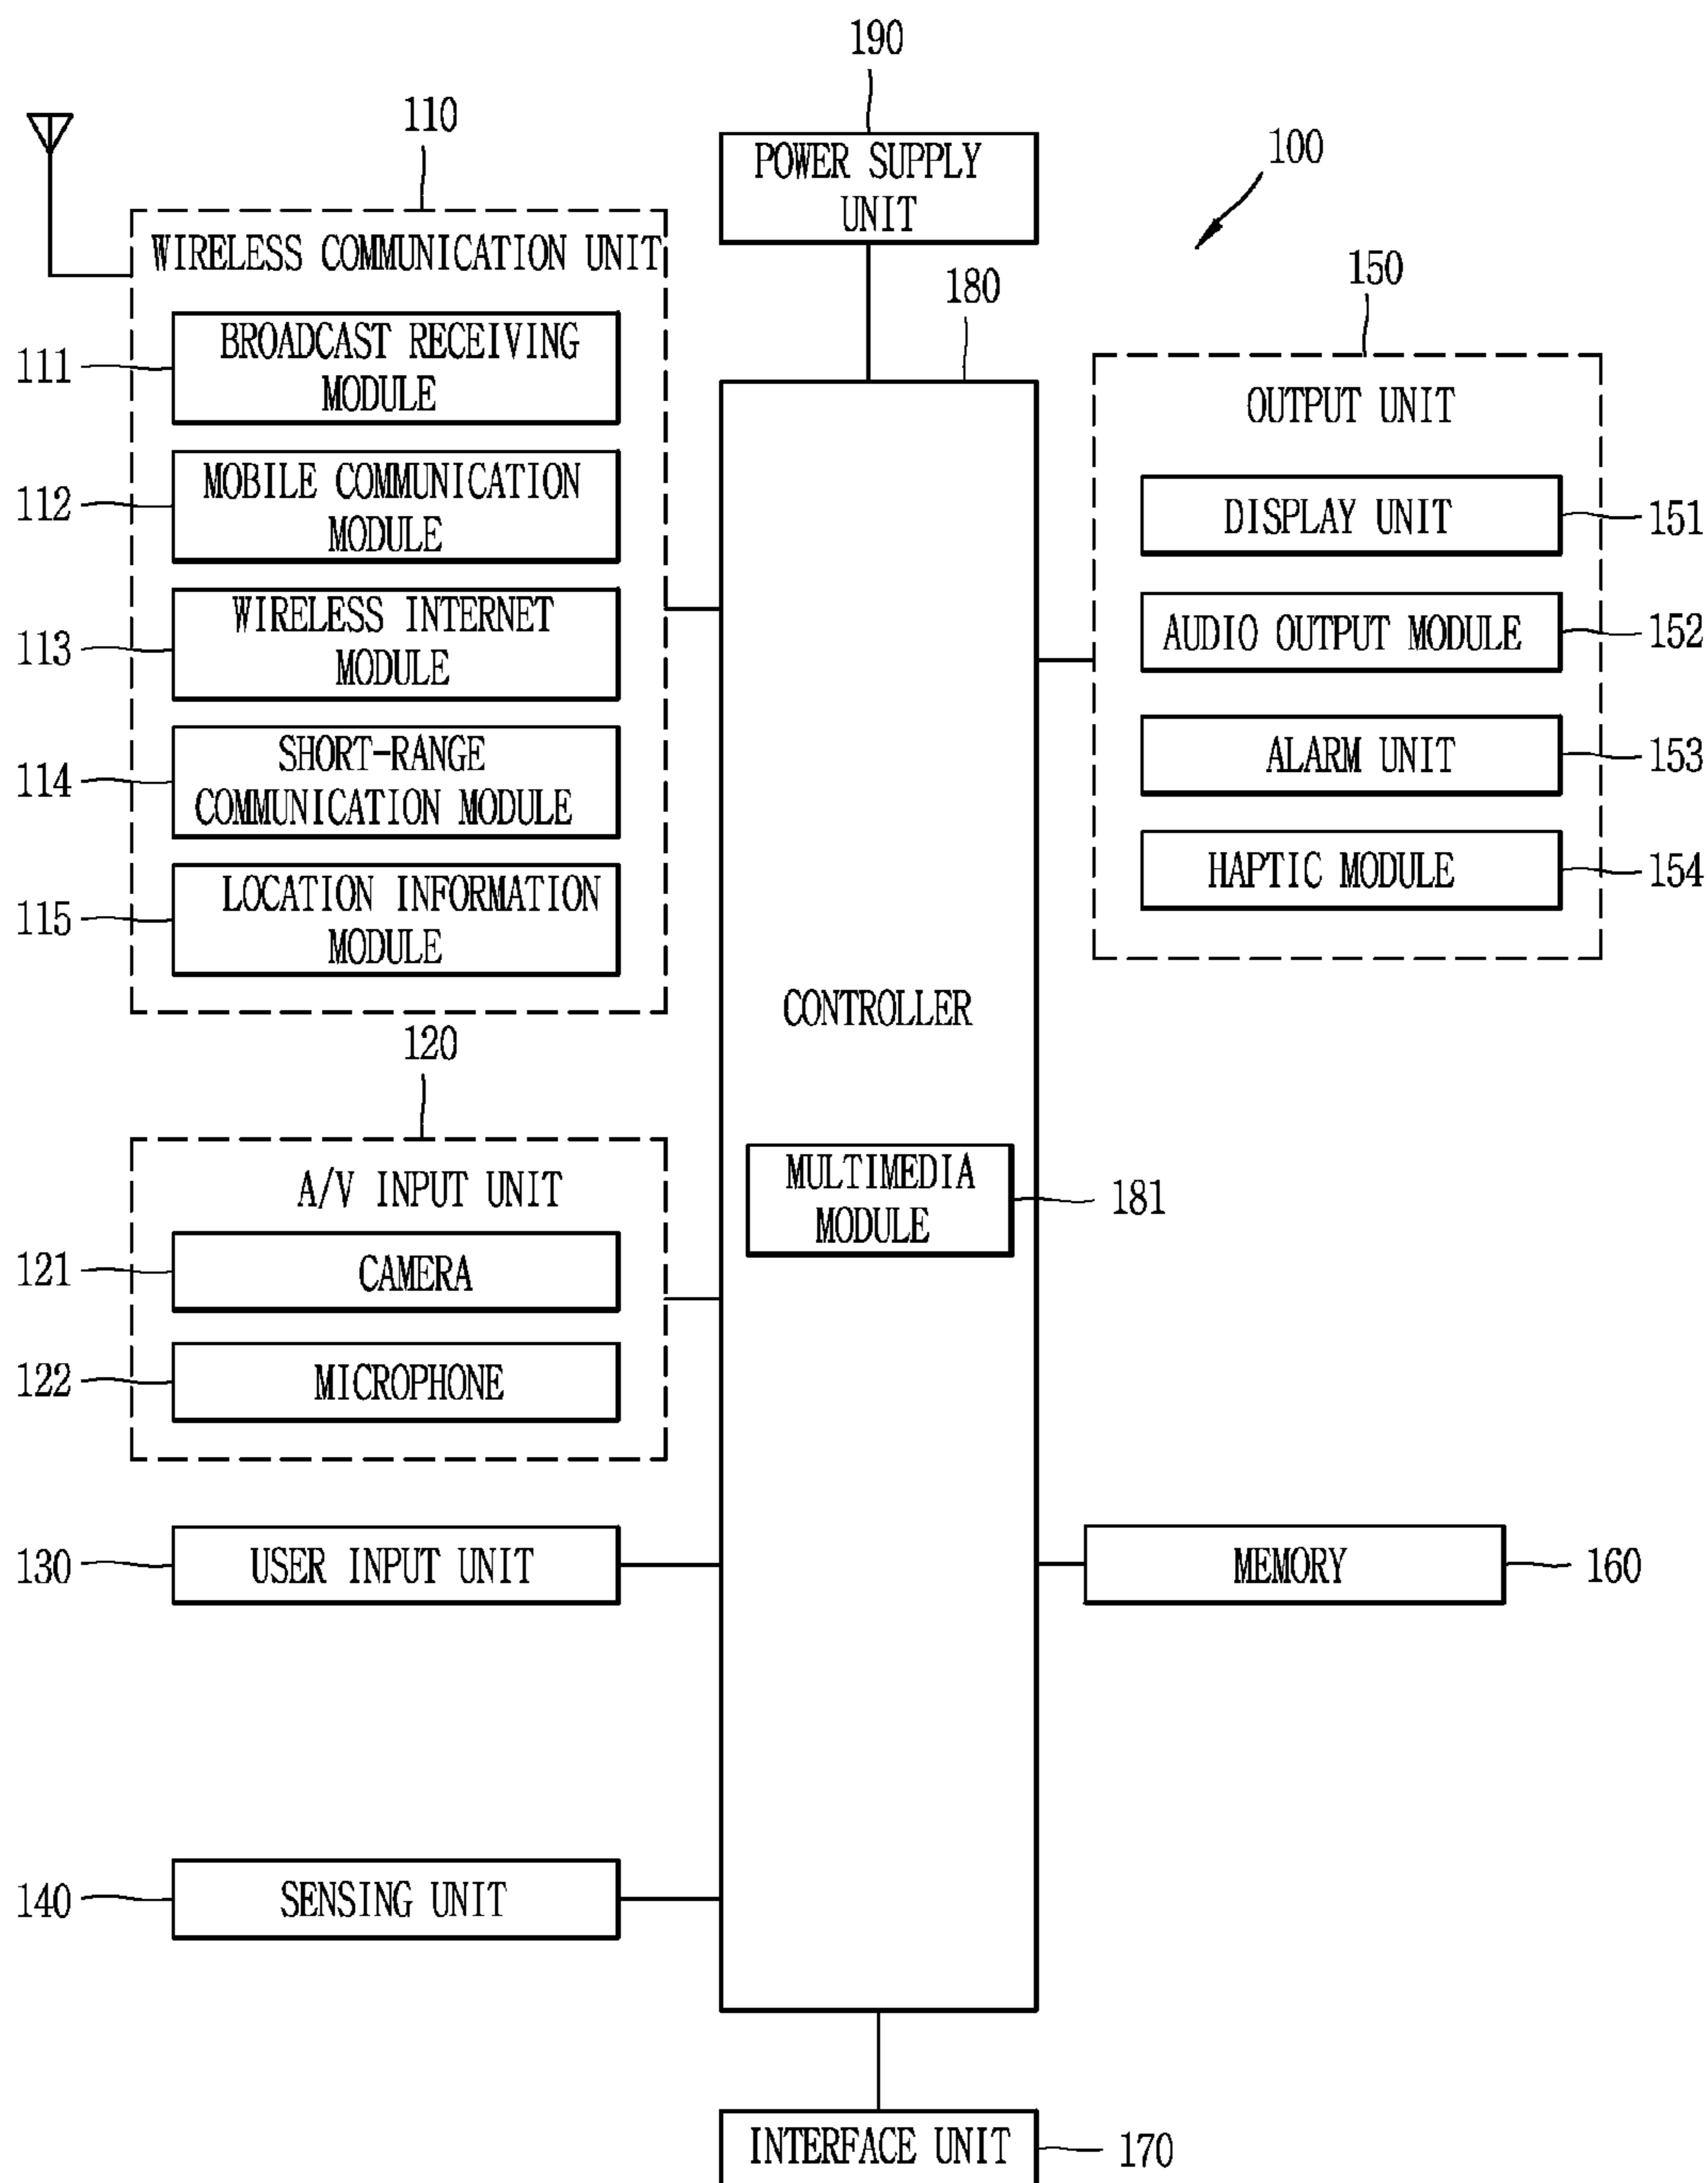 190
POWER SUPPLY
UNIT
100
110
WIRELESS COMMUNICATION UNIT
111
BROADCAST RECEIVING
MODULE
112
MOBILE COMMUNICATION
MODULE
113
WIRELESS INTERNET
MODULE
114
SHORT-RANGE
COMMUNICATION MODULE
115
LOCATION INFORMATION
MODULE
120
A/V INPUT UNIT
121
CAMERA
122
MICROPHONE
130
USER INPUT UNIT
140
SENSING UNIT
180
CONTROLLER
MULTIMEDIA
MODULE
181
150
OUTPUT UNIT
DISPLAY UNIT
151
AUDIO OUTPUT MODULE
152
ALARM UNIT
153
HAPTIC MODULE
154
MEMORY
160
INTERFACE UNIT
170